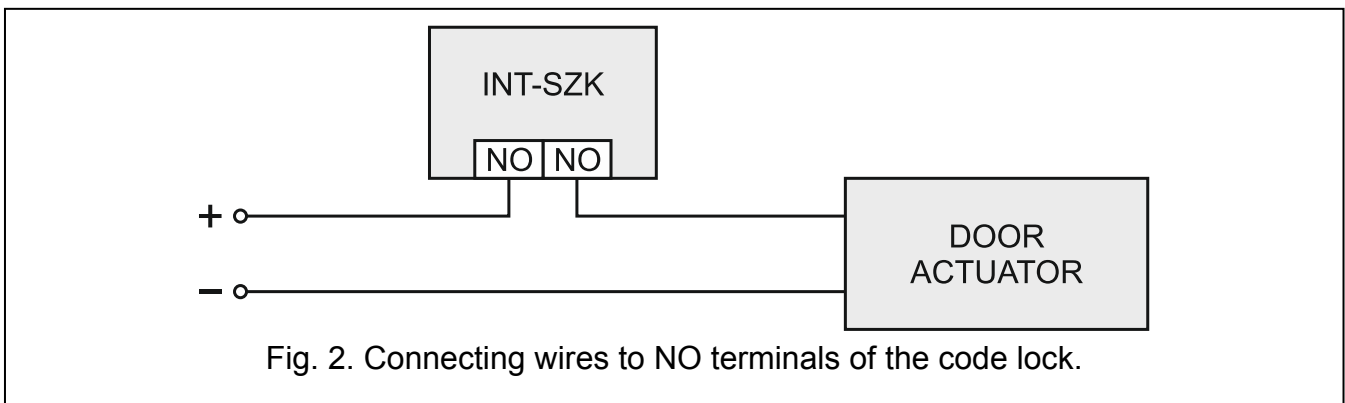 INT-SZK
NO NO
+
DOOR
ACTUATOR
−
Fig. 2. Connecting wires to NO terminals of the code lock.